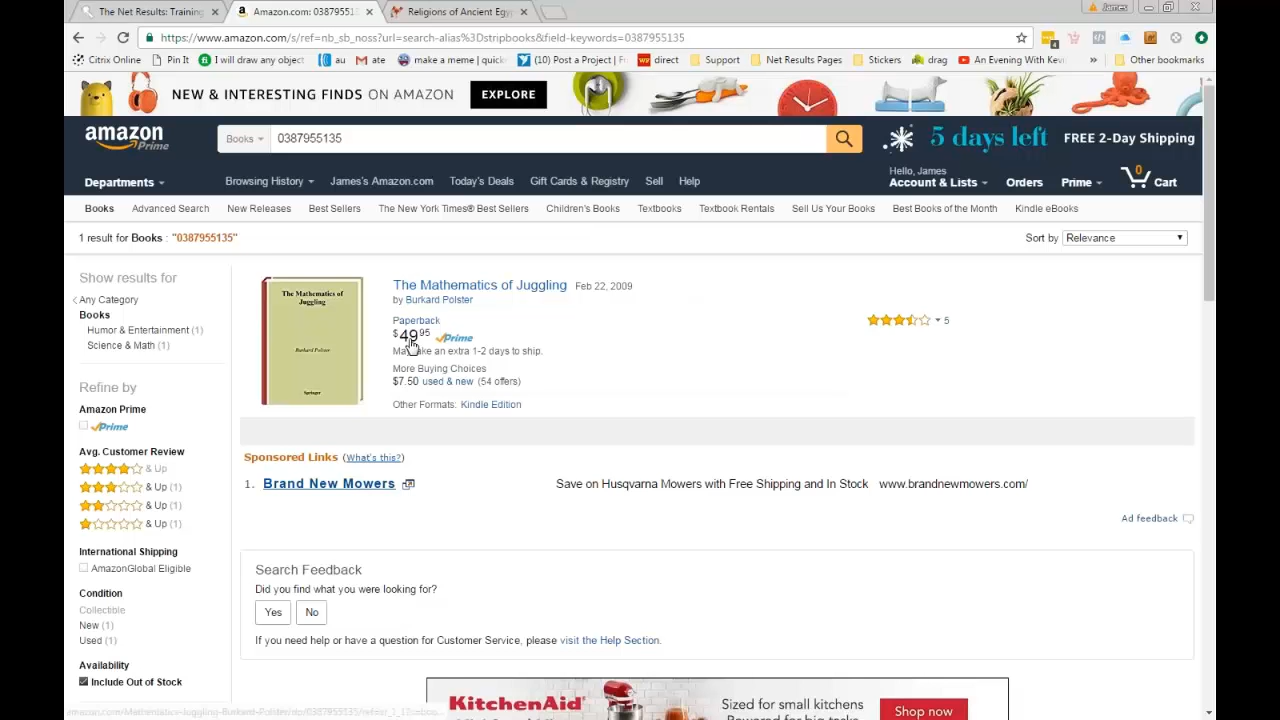 The Net Results: Training
Amazon.com: 0387955135
Religions of Ancient Egyp
James
https://www.amazon.com/s/ref=nb_sb_noss?url=search-alias%3Dstripbooks&field-keywords=0387955135
4
Citrix Online Pin It I will draw any object au ate make a meme | quick (10) Post a Project | F direct Support Net Results Pages Stickers drag An Evening With Kevi » Other bookmarks
NEW & INTERESTING FINDS ON AMAZON EXPLORE
amazon Prime
Books 0387955135
5 days left FREE 2-Day Shipping
Departments Browsing History James's Amazon.com Today's Deals Gift Cards & Registry Sell Help
Hello, James
Account & Lists Orders Prime 0 Cart
Books Advanced Search New Releases Best Sellers The New York Times® Best Sellers Children's Books Textbooks Textbook Rentals Sell Us Your Books Best Books of the Month Kindle eBooks
1 result for Books : "0387955135"
Sort by Relevance
Show results for
Any Category
Books
Humor & Entertainment (1)
Science & Math (1)
Refine by
Amazon Prime
Prime
Avg. Customer Review
& Up
& Up (1)
& Up (1)
& Up (1)
International Shipping
AmazonGlobal Eligible
Condition
Collectible
New (1)
Used (1)
Availability
Include Out of Stock
The Mathematics of
Juggling
Burkard Polster
Springer
The Mathematics of Juggling Feb 22, 2009
by Burkard Polster
Paperback
$49 95 Prime
May take an extra 1-2 days to ship.
More Buying Choices
$7.50 used & new (54 offers)
Other Formats: Kindle Edition
5
Sponsored Links (What's this?)
1. Brand New Mowers Save on Husqvarna Mowers with Free Shipping and In Stock www.brandnewmowers.com/
Ad feedback
Search Feedback
Did you find what you were looking for?
Yes No
If you need help or have a question for Customer Service, please visit the Help Section.
KitchenAid
Sized for small kitchens
Powered for big tasks
Shop now